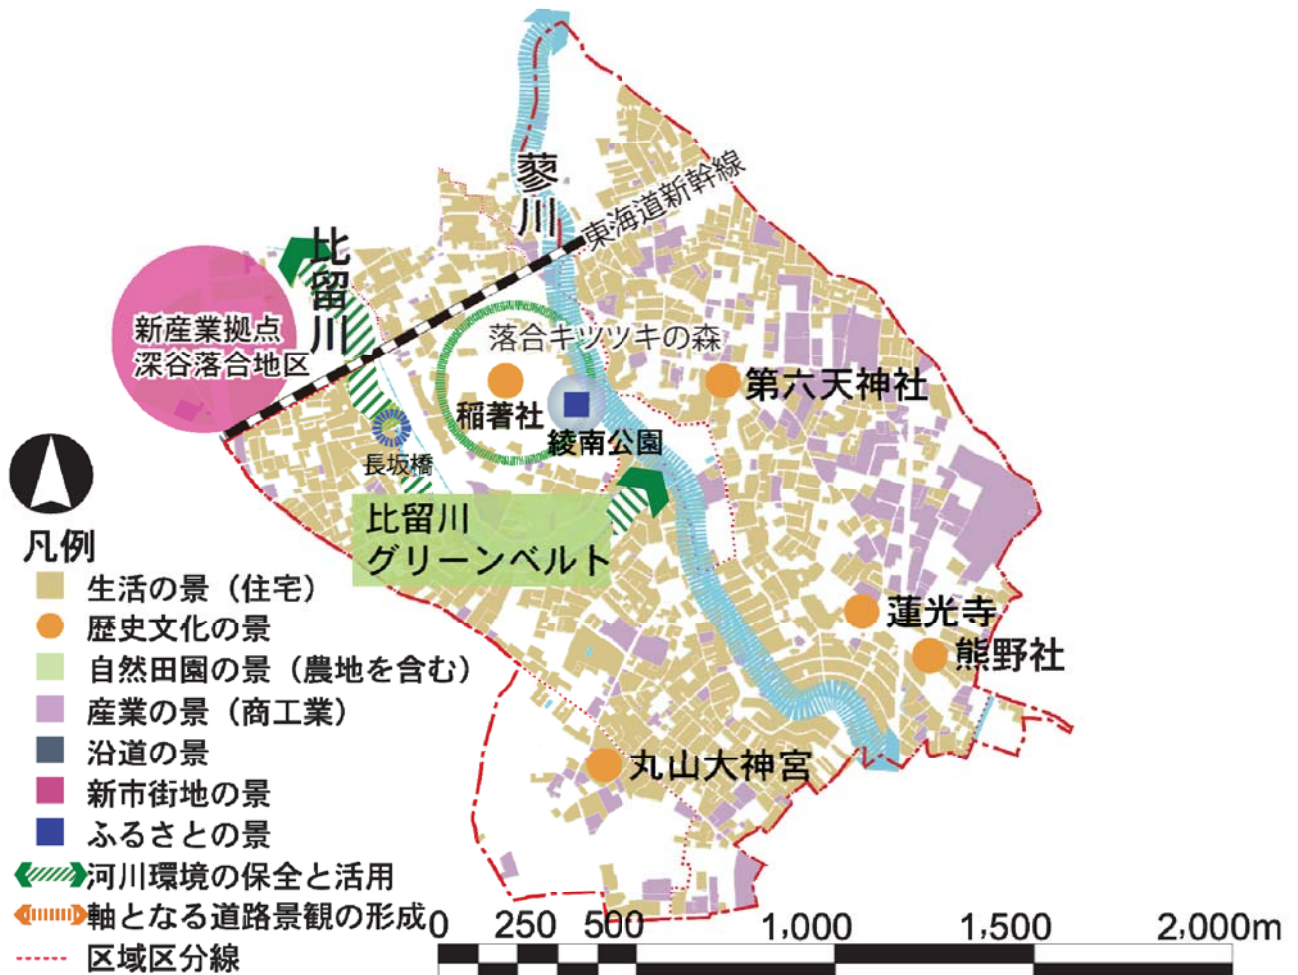 蓼川
東海道新幹線
比留川
新産業拠点
深谷落合地区
落合キツツキの森
稲著社
綾南公園
第六天神社
長坂橋
比留川
グリーンベルト
蓮光寺
熊野社
丸山大神宮
凡例
生活の景（住宅）
歴史文化の景
自然田園の景（農地を含む）
産業の景（商工業）
沿道の景
新市街地の景
ふるさとの景
河川環境の保全と活用
軸となる道路景観の形成
区域区分線
0 250 500 1,000 1,500 2,000m